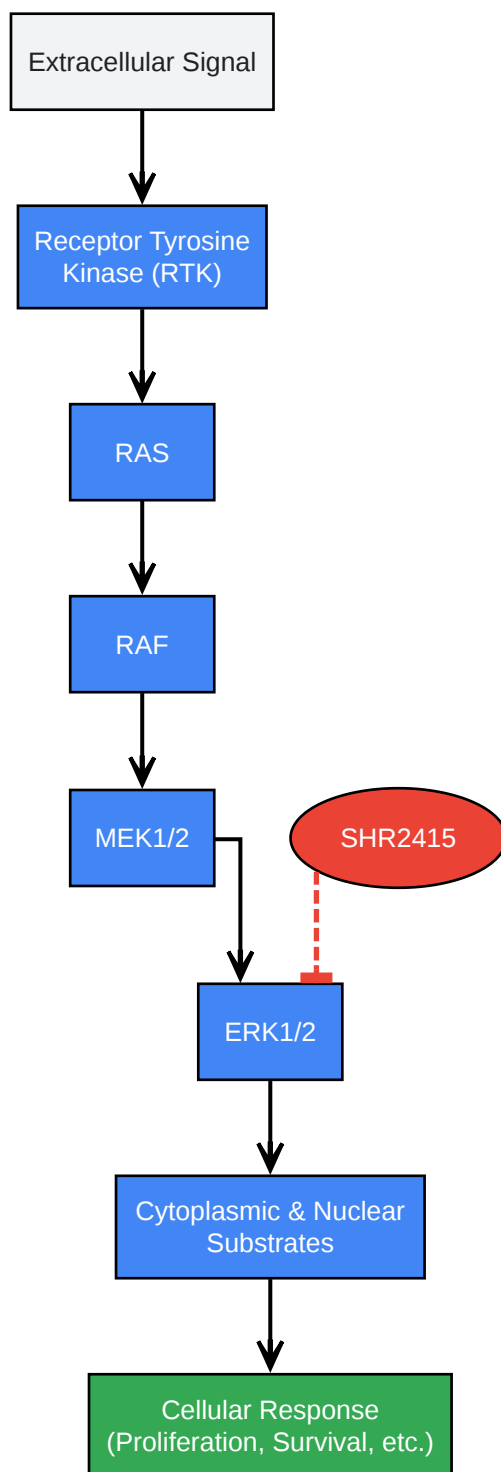 Extracellular Signal
Receptor Tyrosine
Kinase (RTK)
RAS
RAF
MEK1/2
SHR2415
ERK1/2
Cytoplasmic & Nuclear
Substrates
Cellular Response
(Proliferation, Survival, etc.)